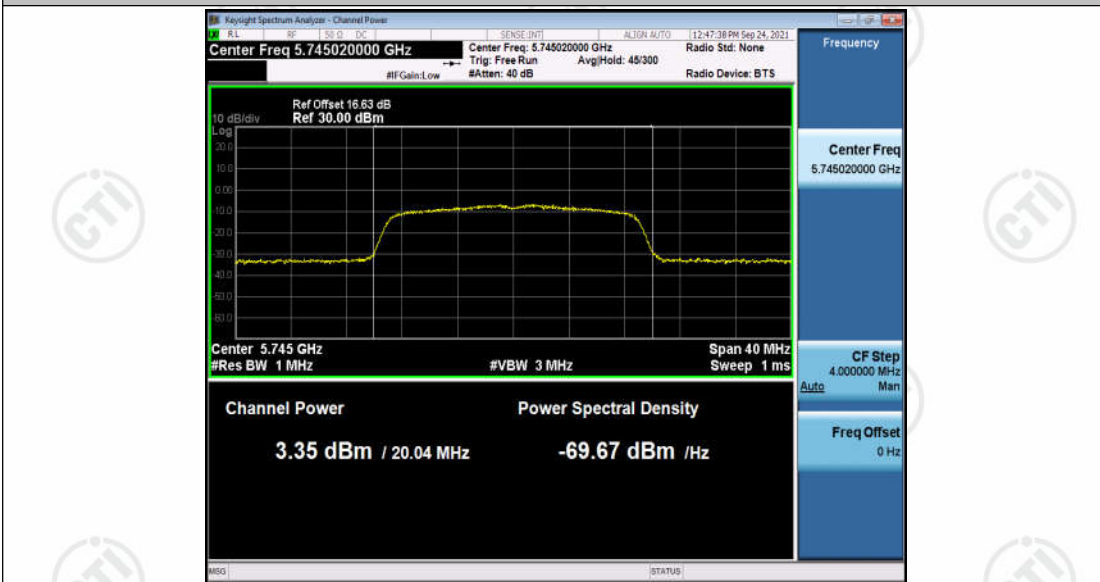 Keysight Spectrum Analyzer - Channel Power
RL RF 50 Ω DC SENSE:INT ALIGN AUTO 12:47:38 PM Sep 24, 2021
Center Freq 5.745020000 GHz
Center Freq: 5.745020000 GHz
Radio Std: None
Trig: Free Run
Avg|Hold: 45/300
#IFGain:Low
#Atten: 40 dB
Radio Device: BTS
Frequency
Ref Offset 16.63 dB
10 dB/div
Ref 30.00 dBm
Log
20.0
10.0
0.00
-10.0
-20.0
-30.0
-40.0
-50.0
-60.0
Center 5.745 GHz
Span 40 MHz
#Res BW 1 MHz
#VBW 3 MHz
Sweep 1 ms
Channel Power
Power Spectral Density
3.35 dBm / 20.04 MHz
-69.67 dBm /Hz
Center Freq
5.745020000 GHz
CF Step
4.000000 MHz
Auto Man
Freq Offset
0 Hz
MSG
STATUS
CTI
CTI
CTI
CTI